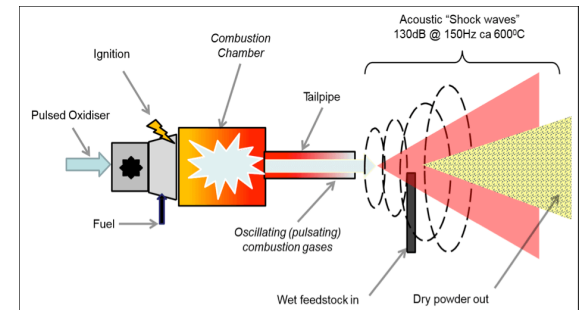 Acoustic “Shock waves”
130dB @ 150Hz ca 600⁰C
Combustion
Chamber
Ignition
Tailpipe
Pulsed Oxidiser
Fuel
Oscillating (pulsating)
combustion gases
Wet feedstock in
Dry powder out